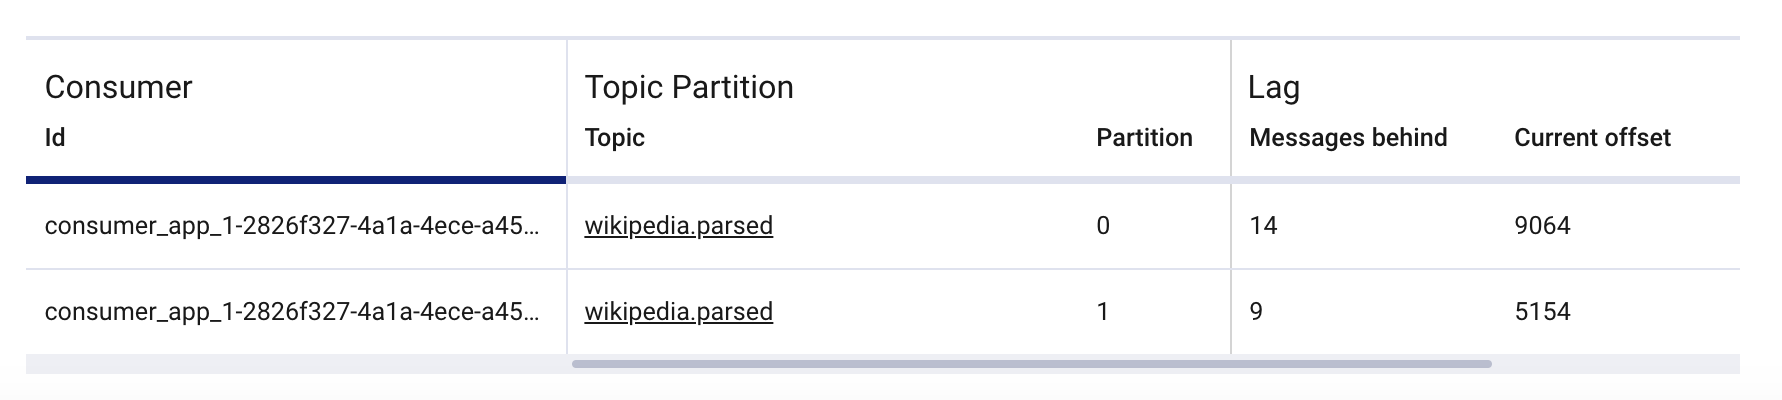 Consumer Topic Partition Lag
Id Topic Partition Messages behind Current offset
consumer_app_1-2826f327-4a1a-4ece-a45... wikipedia.parsed 0 14 9064
consumer_app_1-2826f327-4a1a-4ece-a45... wikipedia.parsed 1 9 5154